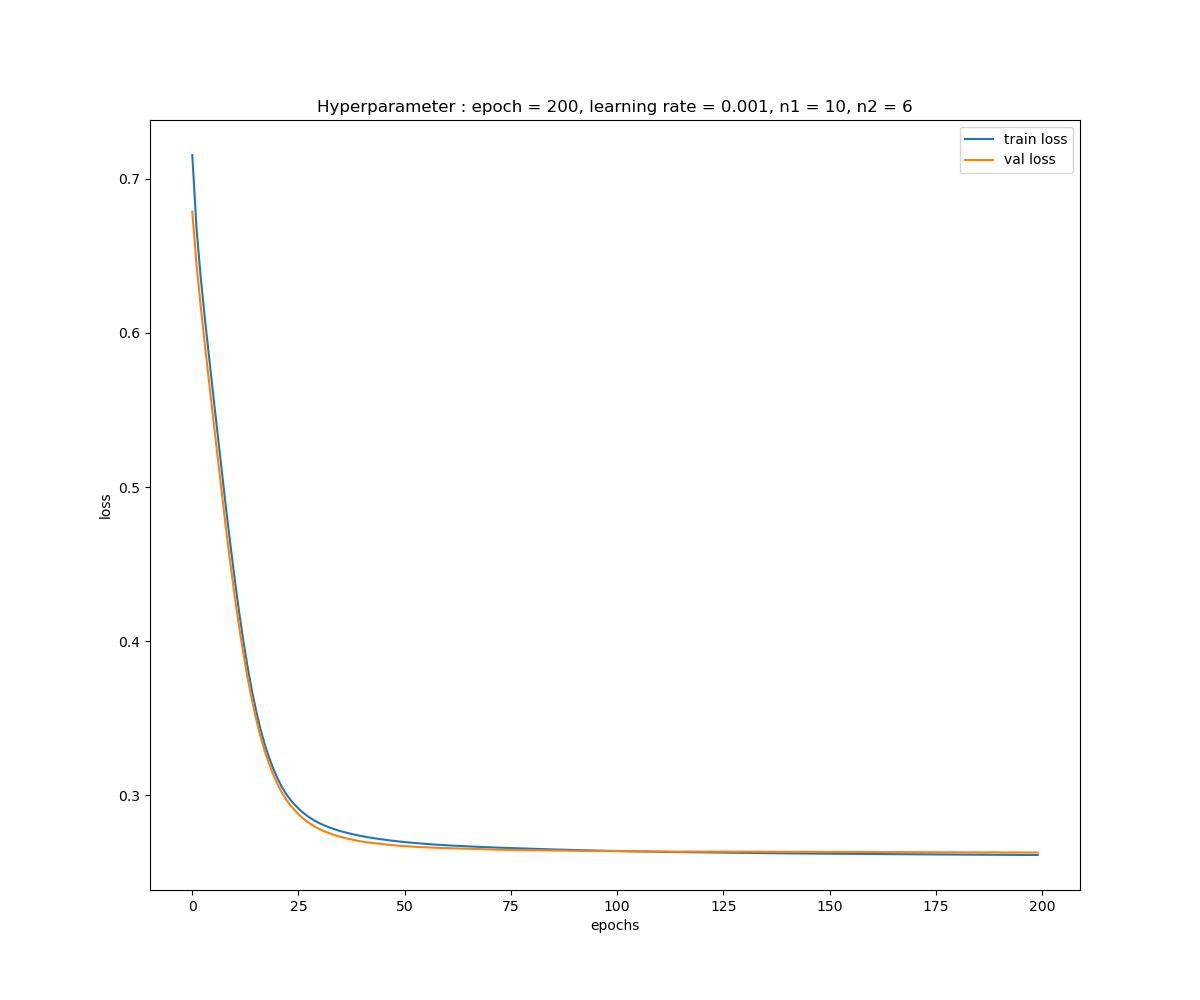 Hyperparameter : epoch = 200, learning rate = 0.001, n1 = 10, n2 = 6
train loss
val loss
0.7
0.6
0.5
0.4
0.3
loss
0
25
50
75
100
125
150
175
200
epochs